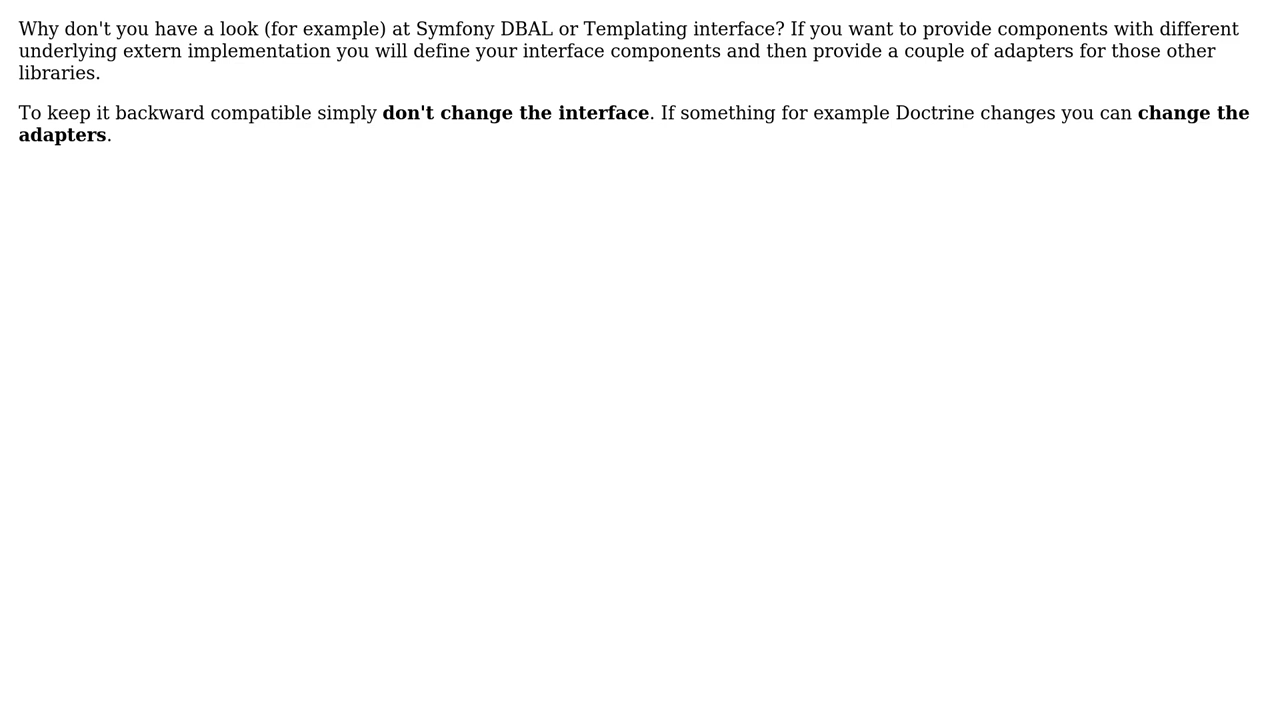 Why don't you have a look (for example) at Symfony DBAL or Templating interface? If you want to provide components with different
underlying extern implementation you will define your interface components and then provide a couple of adapters for those other
libraries.
To keep it backward compatible simply don't change the interface. If something for example Doctrine changes you can change the
adapters.